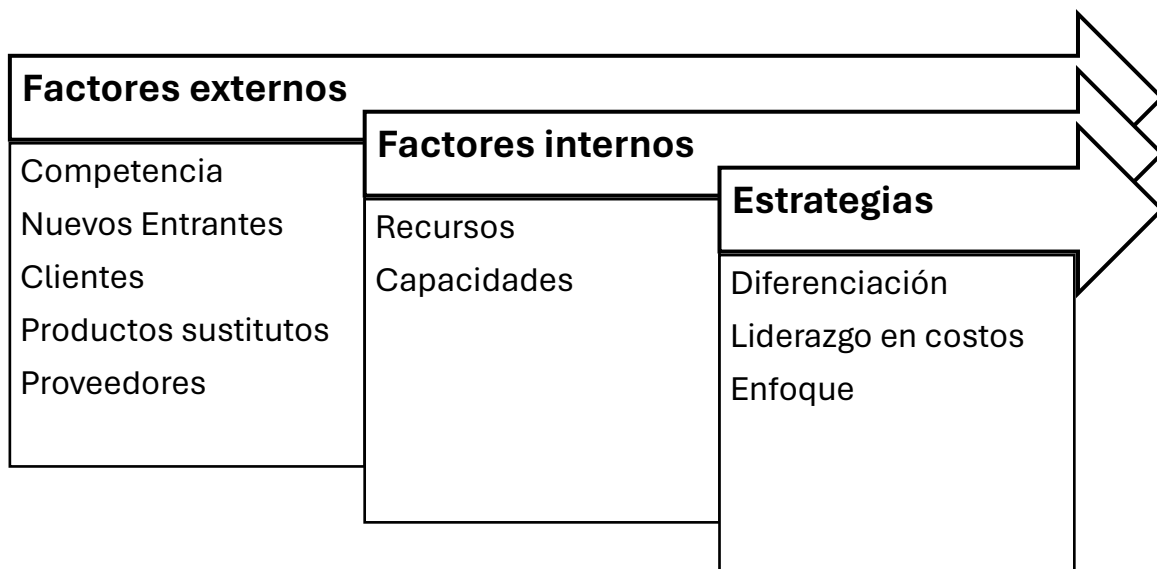 Factores externos
Competencia
Nuevos Entrantes
Clientes
Productos sustitutos
Proveedores
Factores internos
Recursos
Capacidades
Estrategias
Diferenciación
Liderazgo en costos
Enfoque